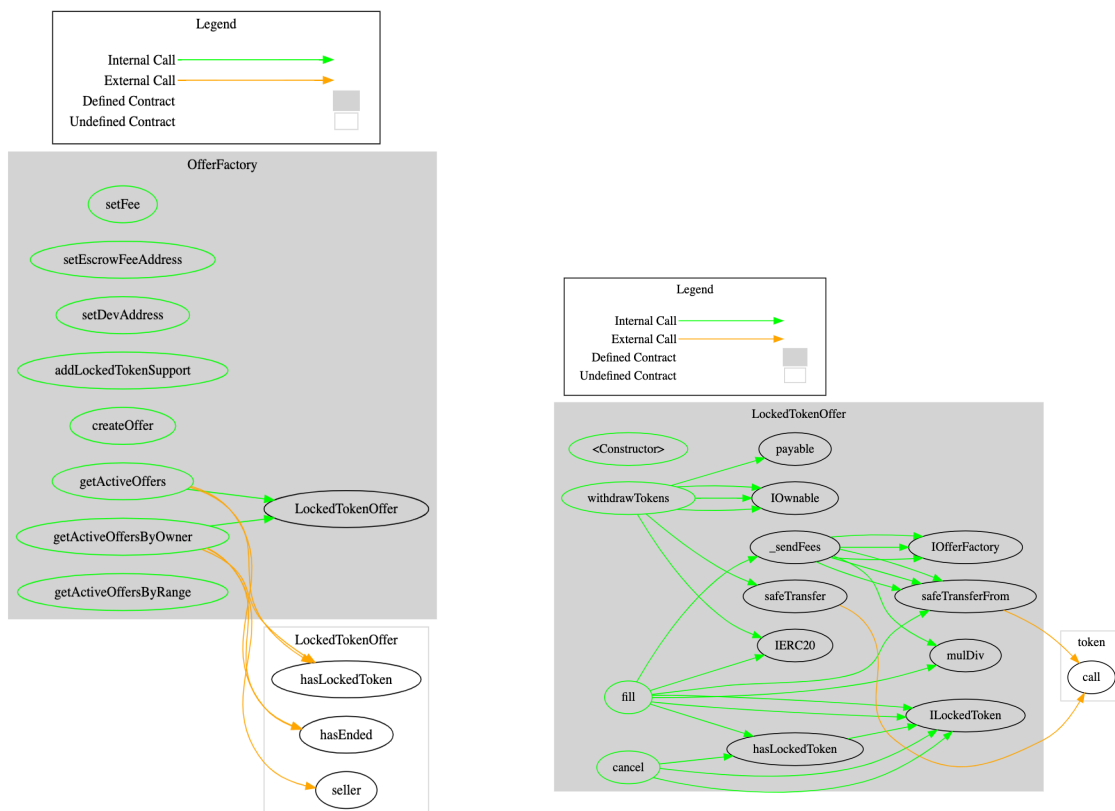 Legend
Internal Call
External Call
Defined Contract
Undefined Contract
OfferFactory
setFee
setEscrowFeeAddress
setDevAddress
addLockedTokenSupport
createOffer
getActiveOffers
LockedTokenOffer
getActiveOffersByOwner
getActiveOffersByRange
LockedTokenOffer
hasLockedToken
hasEnded
seller
Legend
Internal Call
External Call
Defined Contract
Undefined Contract
LockedTokenOffer
<Constructor>
payable
withdrawTokens
IOwnable
_sendFees
IOfferFactory
safeTransfer
safeTransferFrom
IERC20
mulDiv
token
call
fill
ILockedToken
hasLockedToken
cancel